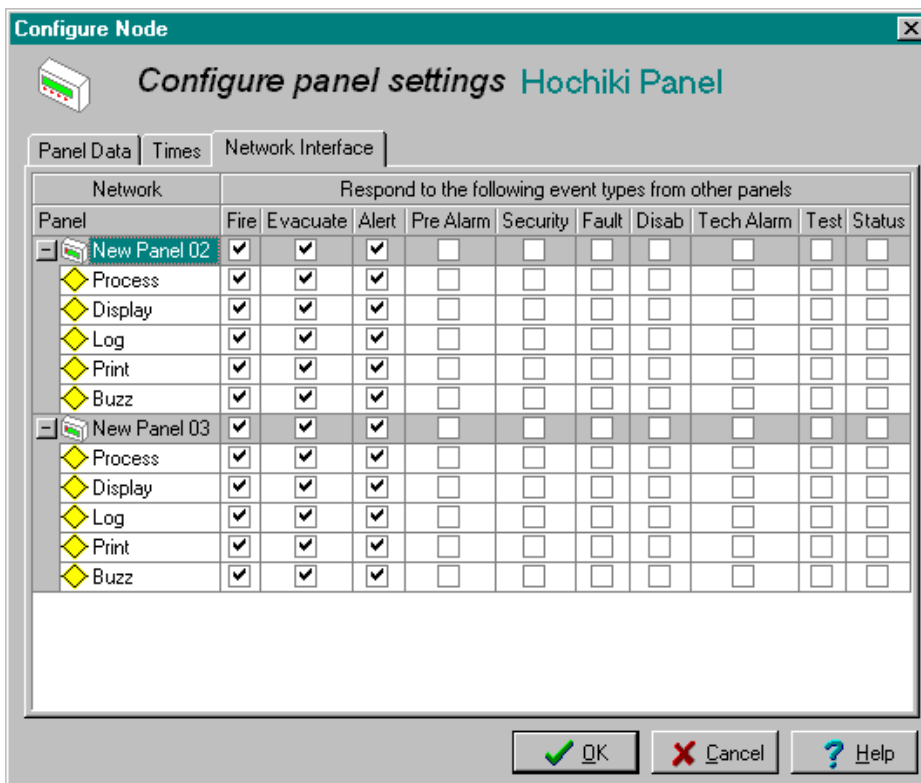 Configure Node
Configure panel settings Hochiki Panel
Panel Data Times Network Interface
Network Respond to the following event types from other panels
Panel Fire Evacuate Alert Pre Alarm Security Fault Disab Tech Alarm Test Status
New Panel 02
Process
Display
Log
Print
Buzz
New Panel 03
Process
Display
Log
Print
Buzz
OK Cancel Help